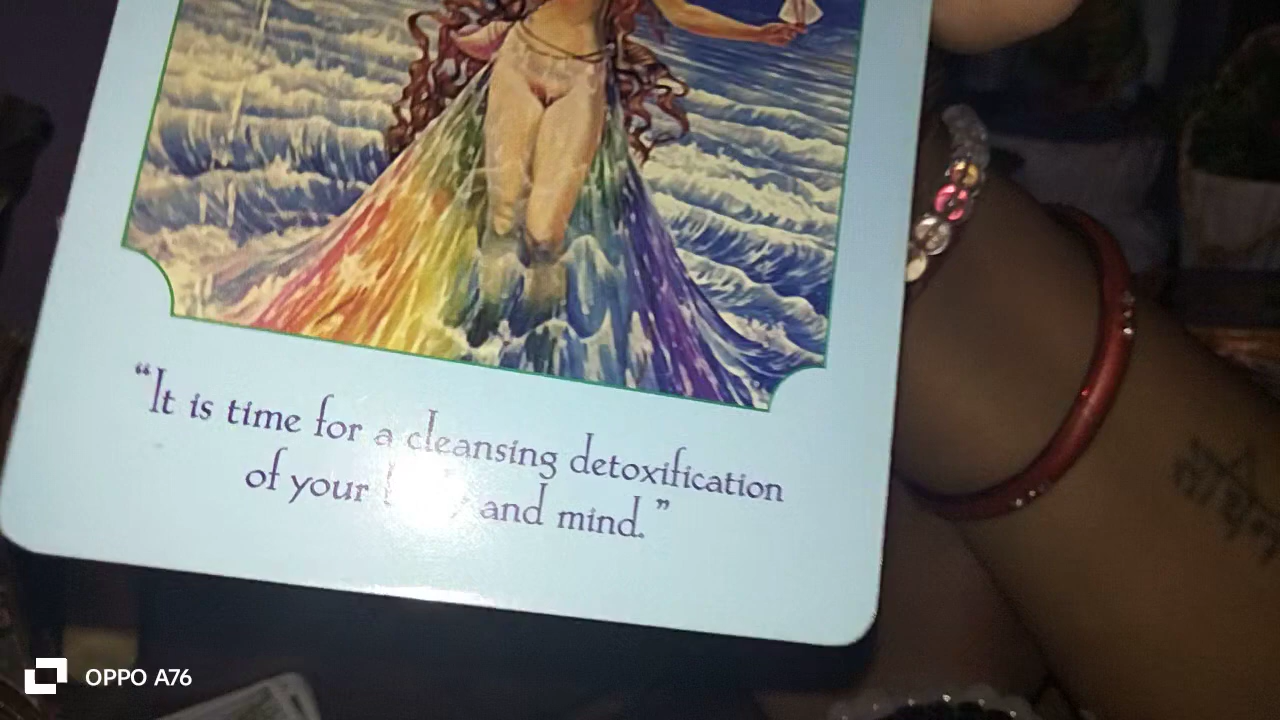 “It is time for a cleansing detoxification
of your and mind.”
OPPO A76